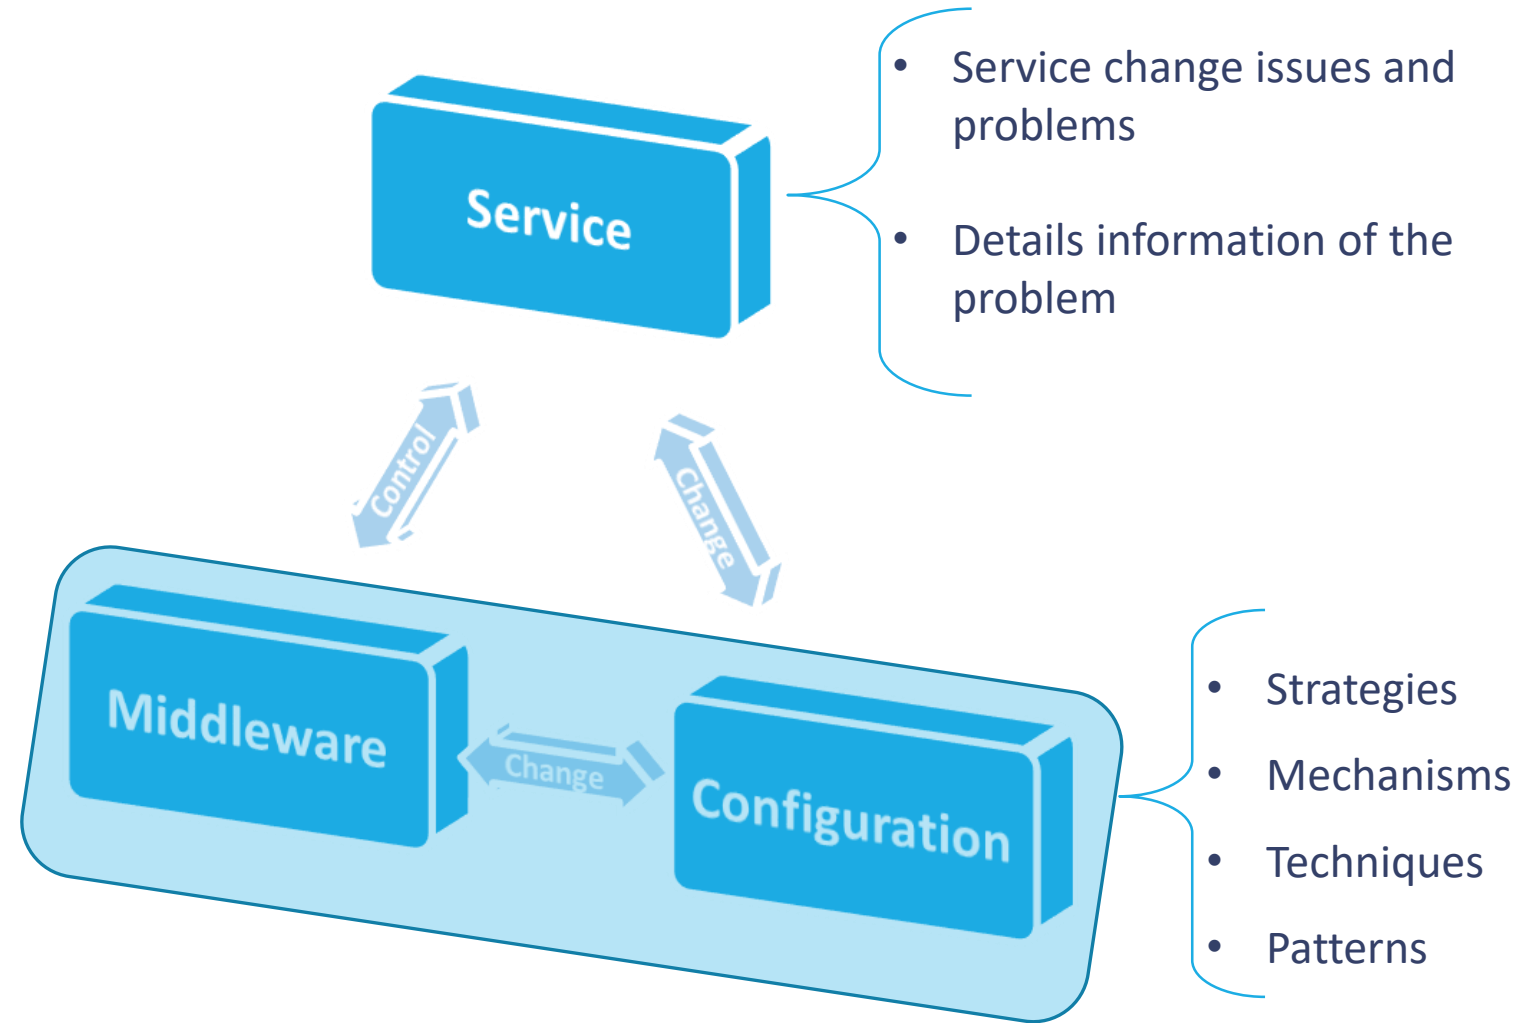 Service
• Service change issues and
problems
• Details information of the
problem
Control
Change
Middleware
Change
Configuration
• Strategies
• Mechanisms
• Techniques
• Patterns